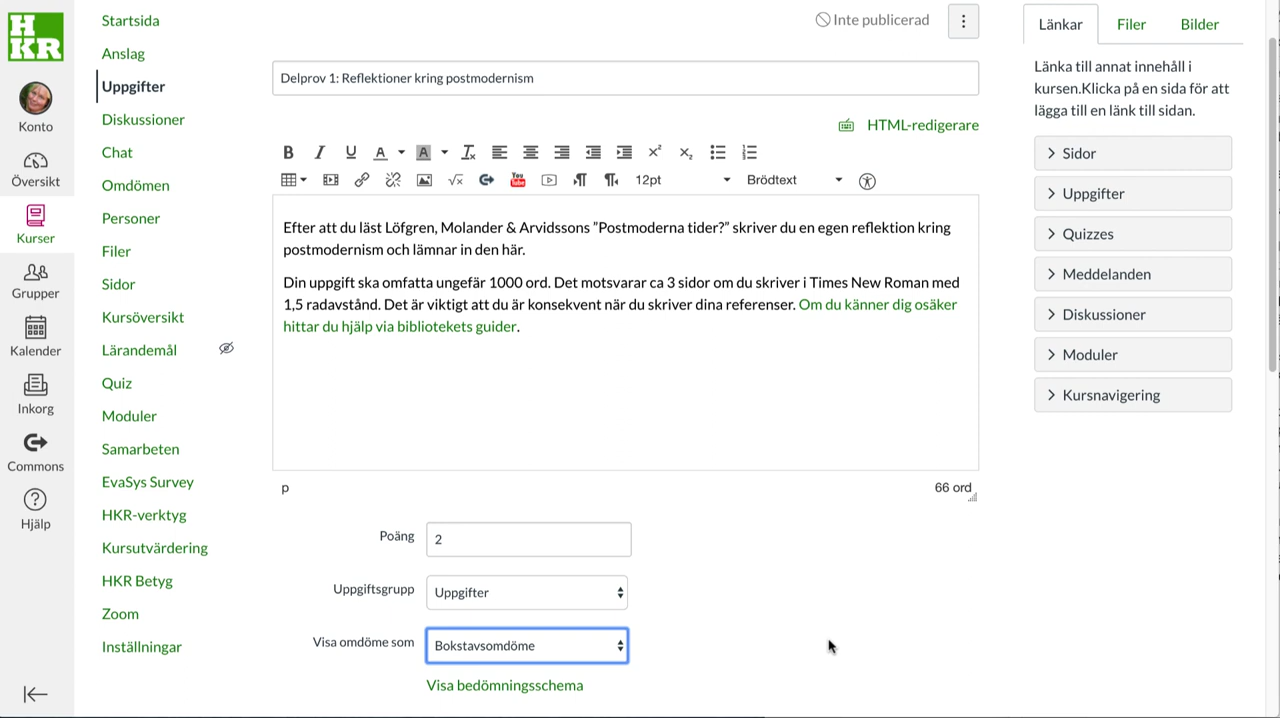 HKR
Konto
Översikt
Kurser
Grupper
Kalender
Inkorg
Commons
Hjälp
Startsida
Anslag
Uppgifter
Diskussioner
Chat
Omdömen
Personer
Filer
Sidor
Kursöversikt
Lärandemål
Quiz
Moduler
Samarbeten
EvaSys Survey
HKR-verktyg
Kursutvärdering
HKR Betyg
Zoom
Inställningar
Inte publicerad
Delprov 1: Reflektioner kring postmodernism
HTML-redigerare
12pt Brödtext
Efter att du läst Löfgren, Molander & Arvidssons ”Postmoderna tider?” skriver du en egen reflektion kring
postmodernism och lämnar in den här.
Din uppgift ska omfatta ungefär 1000 ord. Det motsvarar ca 3 sidor om du skriver i Times New Roman med
1,5 radavstånd. Det är viktigt att du är konsekvent när du skriver dina referenser. Om du känner dig osäker
hittar du hjälp via bibliotekets guider.
p 66 ord
Poäng 2
Uppgiftsgrupp Uppgifter
Visa omdöme som Bokstavsomdöme
Visa bedömningsschema
Länkar Filer Bilder
Länka till annat innehåll i
kursen.Klicka på en sida för att
lägga till en länk till sidan.
Sidor
Uppgifter
Quizzes
Meddelanden
Diskussioner
Moduler
Kursnavigering